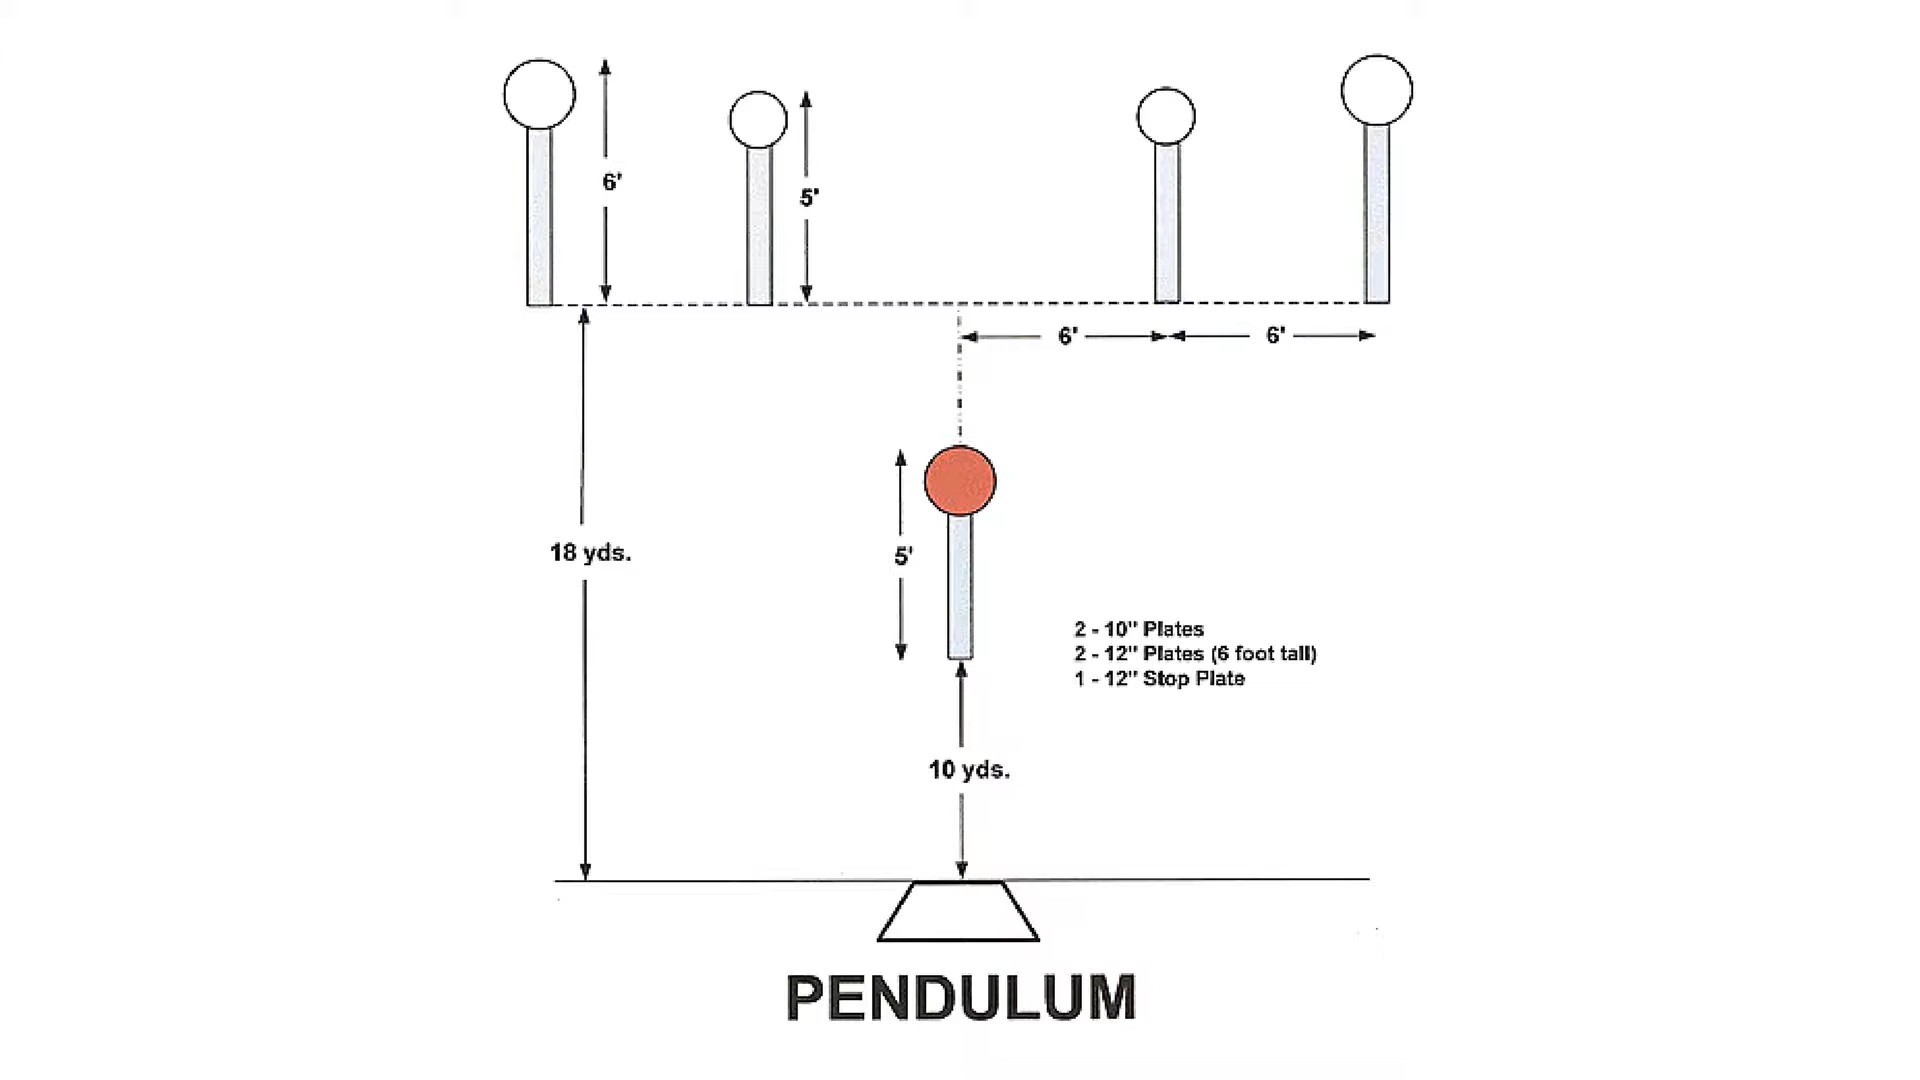 6'
5'
6'
6'
18 yds.
5'
2 - 10" Plates
2 - 12" Plates (6 foot tall)
1 - 12" Stop Plate
10 yds.
PENDULUM